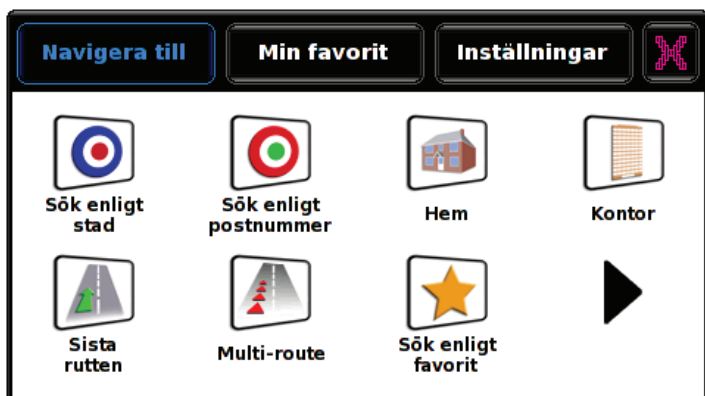 Navigera till
Min favorit
Inställningar
Sök enligt
stad
Sök enligt
postnummer
Hem
Kontor
Sista
rutten
Multi-route
Sök enligt
favorit